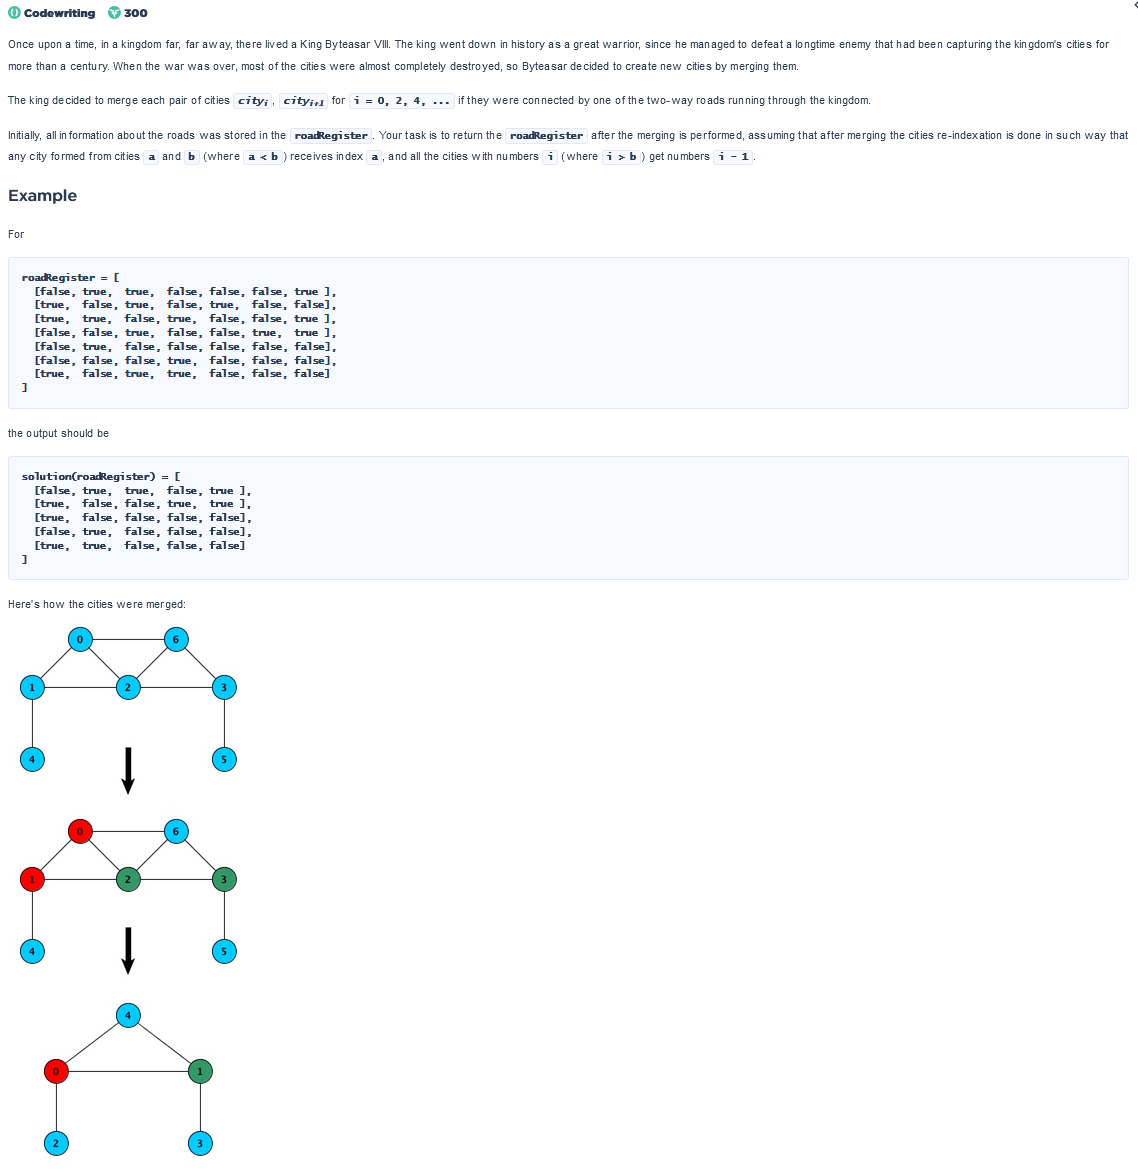 Codewriting 300
Once upon a time, in a kingdom far, far away, there lived a King Byteasar VIII. The king went down in history as a great warrior, since he managed to defeat a longtime enemy that had been capturing the kingdom's cities for
more than a century. When the war was over, most of the cities were almost completely destroyed, so Byteasar decided to create new cities by merging them.
The king decided to merge each pair of cities cityi, cityi+1 for i = 0, 2, 4, ... if they were connected by one of the two-way roads running through the kingdom.
Initially, all information about the roads was stored in the roadRegister. Your task is to return the roadRegister after the merging is performed, assuming that after merging the cities re-indexation is done in such way that
any city formed from cities a and b (where a < b) receives index a, and all the cities with numbers i (where i > b) get numbers i - 1.
Example
For
roadRegister = [
[false, true, true, false, false, false, true ],
[true, false, true, false, true, false, false],
[true, true, false, true, false, false, true ],
[false, false, true, false, false, true, true ],
[false, true, false, false, false, false, false],
[false, false, false, true, false, false, false],
[true, false, true, true, false, false, false]
]
the output should be
solution(roadRegister) = [
[false, true, true, false, true ],
[true, false, false, true, true ],
[true, false, false, false, false],
[false, true, false, false, false],
[true, true, false, false, false]
]
Here's how the cities were merged:
0 6
1 2 3
4 5
0 6
1 2 3
4 5
4
0 1
2 3